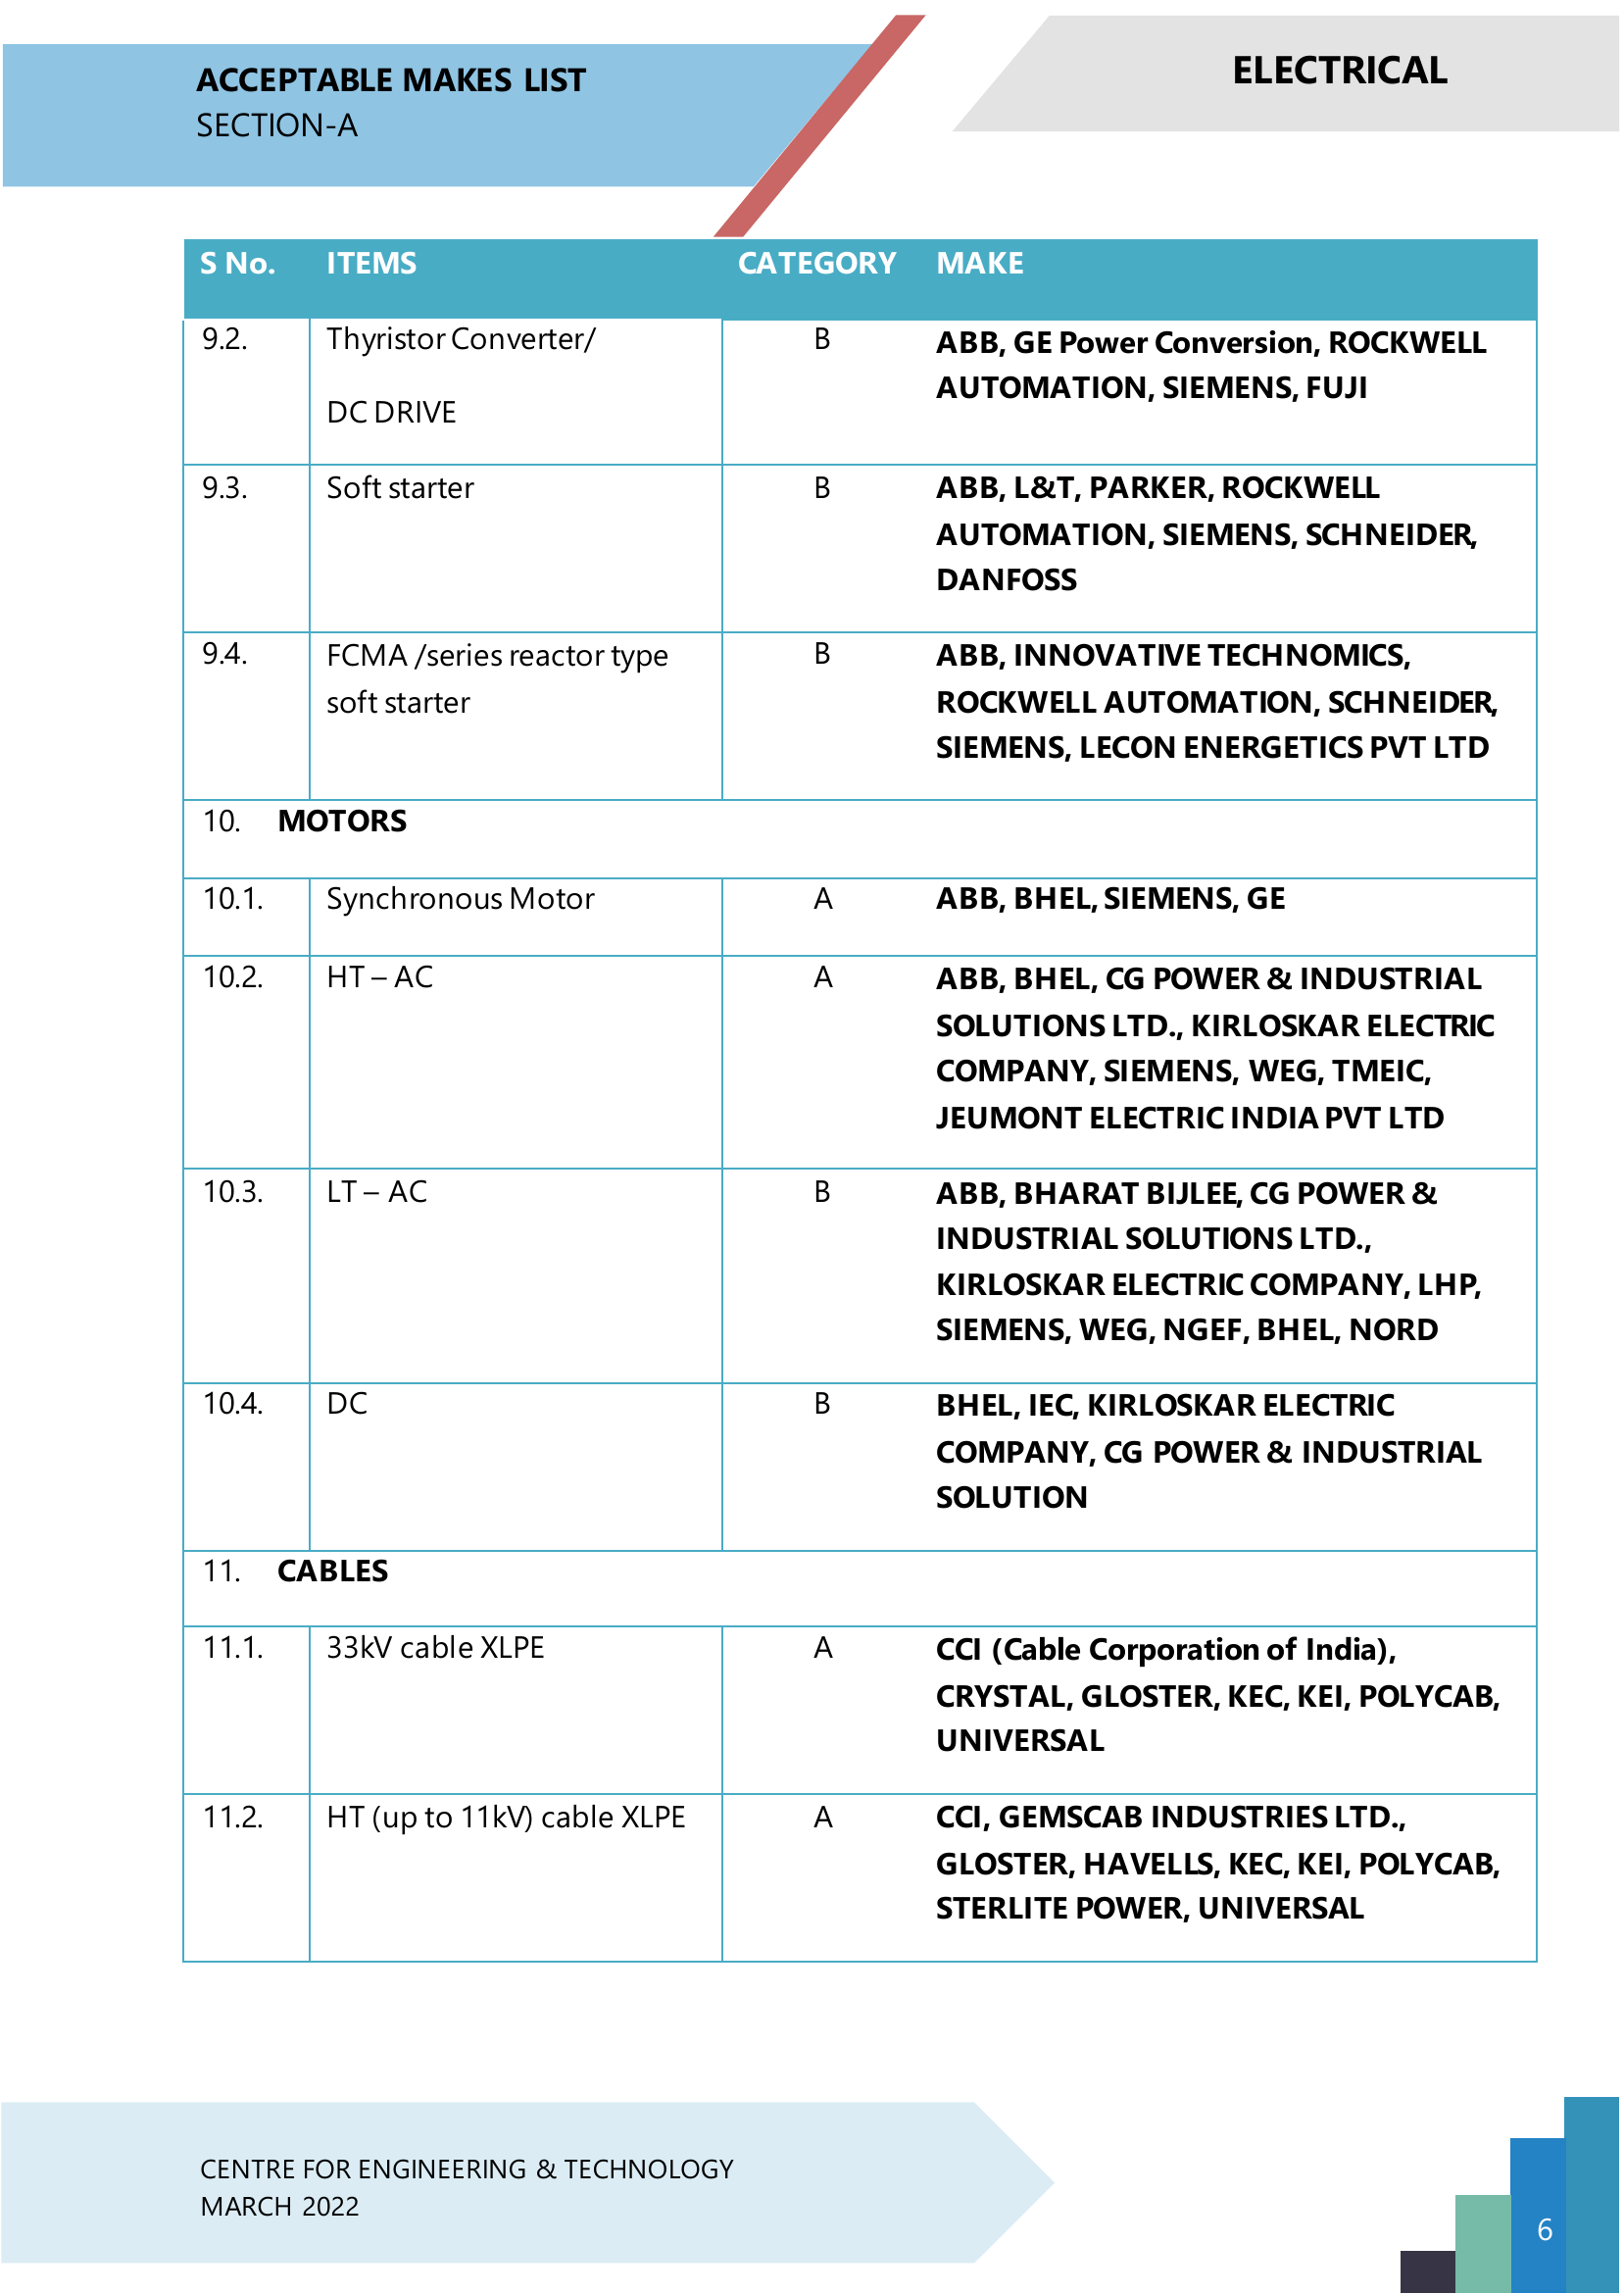 ACCEPTABLE MAKES LIST
SECTION-A
ELECTRICAL
S No. ITEMS CATEGORY MAKE
9.2. Thyristor Converter/ B ABB, GE Power Conversion, ROCKWELL
AUTOMATION, SIEMENS, FUJI
DC DRIVE
9.3. Soft starter B ABB, L&T, PARKER, ROCKWELL
AUTOMATION, SIEMENS, SCHNEIDER,
DANFOSS
9.4. FCMA /series reactor type B ABB, INNOVATIVE TECHNOMICS,
soft starter ROCKWELL AUTOMATION, SCHNEIDER,
SIEMENS, LECON ENERGETICS PVT LTD
10. MOTORS
10.1. Synchronous Motor A ABB, BHEL, SIEMENS, GE
10.2. HT – AC A ABB, BHEL, CG POWER & INDUSTRIAL
SOLUTIONS LTD., KIRLOSKAR ELECTRIC
COMPANY, SIEMENS, WEG, TMEIC,
JEUMONT ELECTRIC INDIA PVT LTD
10.3. LT – AC B ABB, BHARAT BIJLEE, CG POWER &
INDUSTRIAL SOLUTIONS LTD.,
KIRLOSKAR ELECTRIC COMPANY, LHP,
SIEMENS, WEG, NGEF, BHEL, NORD
10.4. DC B BHEL, IEC, KIRLOSKAR ELECTRIC
COMPANY, CG POWER & INDUSTRIAL
SOLUTION
11. CABLES
11.1. 33kV cable XLPE A CCI (Cable Corporation of India),
CRYSTAL, GLOSTER, KEC, KEI, POLYCAB,
UNIVERSAL
11.2. HT (up to 11kV) cable XLPE A CCI, GEMSCAB INDUSTRIES LTD.,
GLOSTER, HAVELLS, KEC, KEI, POLYCAB,
STERLITE POWER, UNIVERSAL
CENTRE FOR ENGINEERING & TECHNOLOGY
MARCH 2022
6